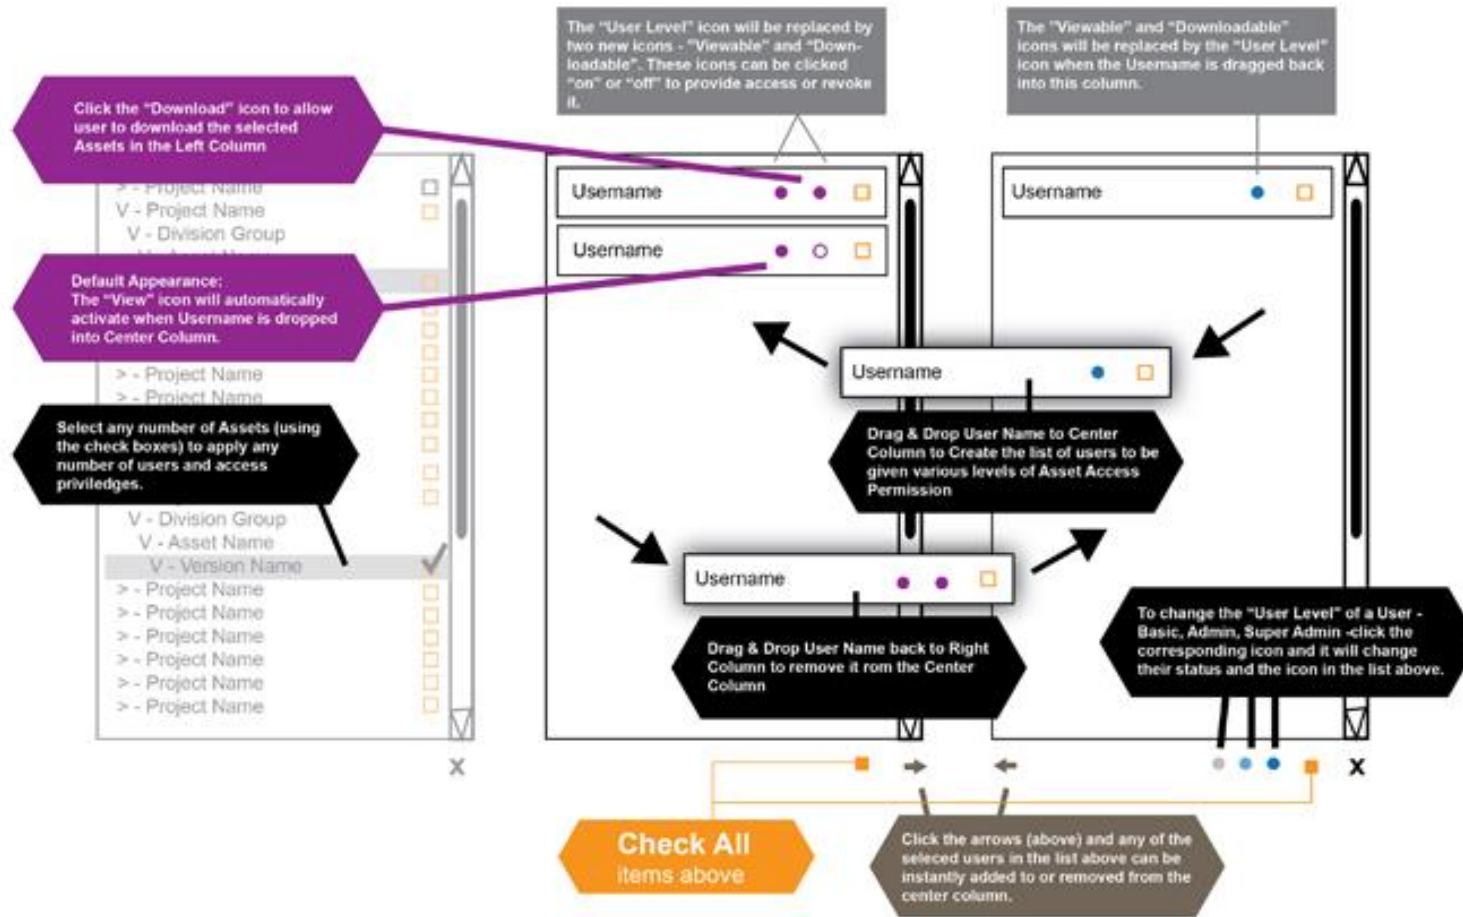 The "User Level" icon will be replaced by
two new icons - "Viewable" and "Down-
loadable". These icons can be clicked
"on" or "off" to provide access or revoke
it.
The "Viewable" and "Downloadable"
icons will be replaced by the "User Level"
icon when the Username is dragged back
into this column.
Click the "Download" icon to allow
user to download the selected
Assets in the Left Column
> - Project Name
V - Project Name
V - Division Group
Default Appearance:
The "View" icon will automatically
activate when Username is dropped
into Center Column.
> - Project Name
> - Project Name
Select any number of Assets (using
the check boxes) to apply any
number of users and access
priviledges.
V - Division Group
V - Asset Name
V - Version Name
> - Project Name
> - Project Name
> - Project Name
> - Project Name
> - Project Name
> - Project Name
X
Username
Username
Username
Username
Drag & Drop User Name to Center
Column to Create the list of users to be
given various levels of Asset Access
Permission
Username
Drag & Drop User Name back to Right
Column to remove it rom the Center
Column
To change the "User Level" of a User -
Basic, Admin, Super Admin -click the
corresponding icon and it will change
their status and the icon in the list above.
X
Check All
items above
Click the arrows (above) and any of the
seleced users in the list above can be
instantly added to or removed from the
center column.